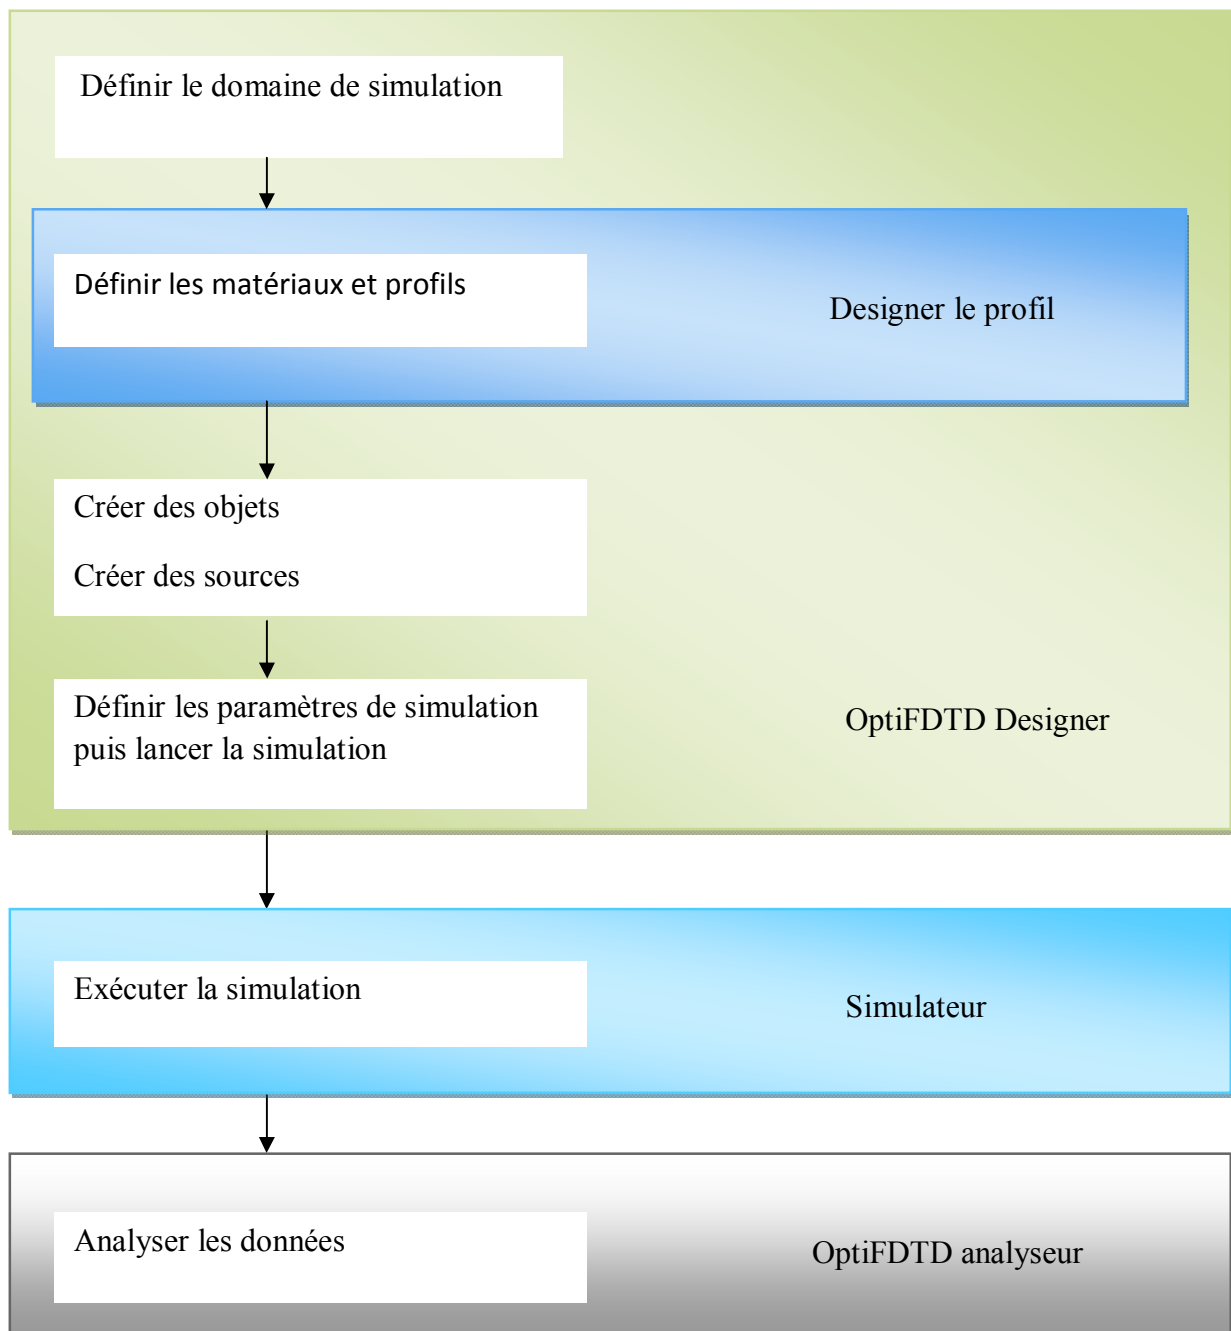 Définir le domaine de simulation
Définir les matériaux et profils
Designer le profil
Créer des objets
Créer des sources
Définir les paramètres de simulation
puis lancer la simulation
OptiFDTD Designer
Exécuter la simulation
Simulateur
Analyser les données
OptiFDTD analyseur